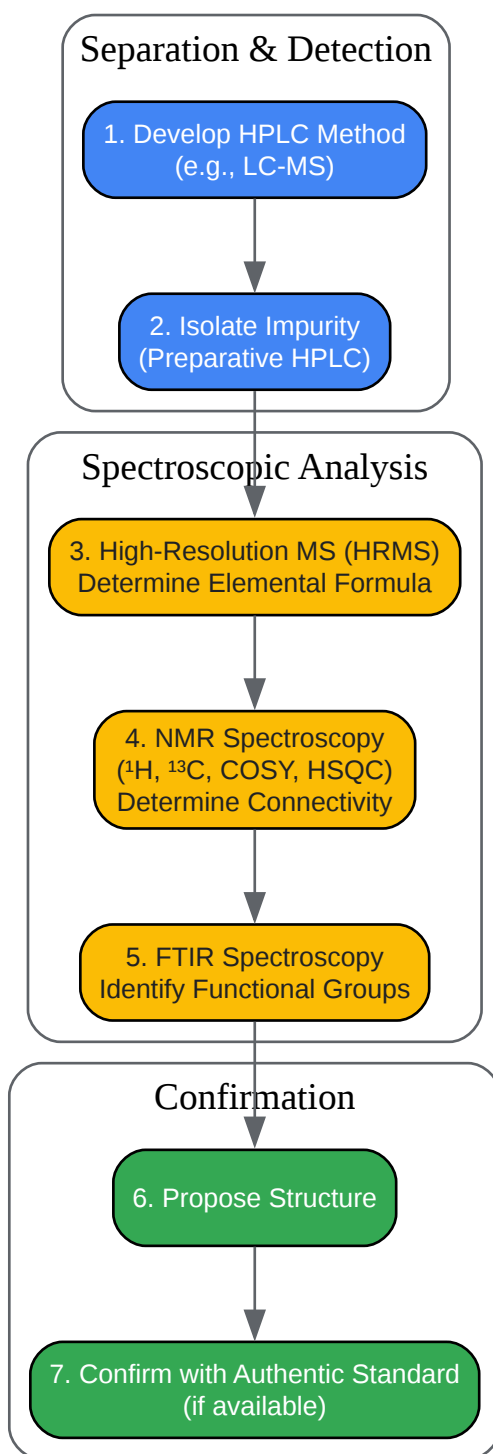 Separation & Detection
1. Develop HPLC Method
(e.g., LC-MS)
2. Isolate Impurity
(Preparative HPLC)
Spectroscopic Analysis
3. High-Resolution MS (HRMS)
Determine Elemental Formula
4. NMR Spectroscopy
(¹H, ¹³C, COSY, HSQC)
Determine Connectivity
5. FTIR Spectroscopy
Identify Functional Groups
Confirmation
6. Propose Structure
7. Confirm with Authentic Standard
(if available)